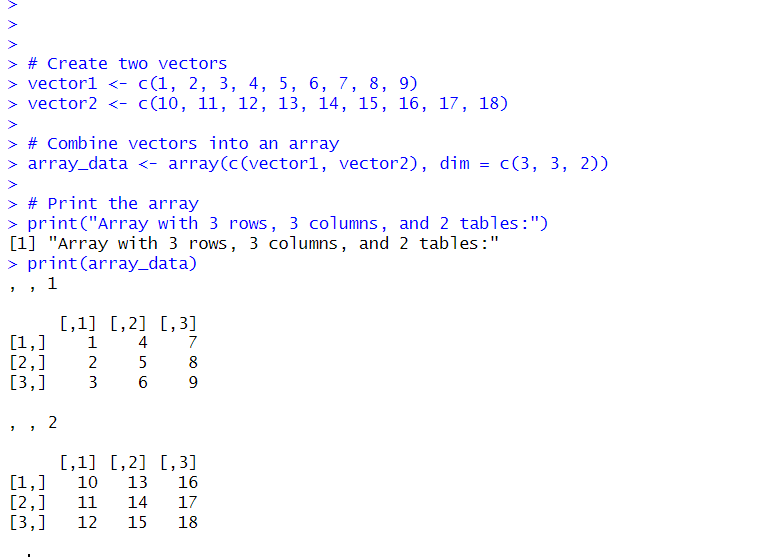 >
>
>
> # Create two vectors
> vector1 <- c(1, 2, 3, 4, 5, 6, 7, 8, 9)
> vector2 <- c(10, 11, 12, 13, 14, 15, 16, 17, 18)
>
> # Combine vectors into an array
> array_data <- array(c(vector1, vector2), dim = c(3, 3, 2))
>
> # Print the array
> print("Array with 3 rows, 3 columns, and 2 tables:")
[1] "Array with 3 rows, 3 columns, and 2 tables:"
> print(array_data)
, , 1
     [,1] [,2] [,3]
[1,]    1    4    7
[2,]    2    5    8
[3,]    3    6    9
, , 2
     [,1] [,2] [,3]
[1,]   10   13   16
[2,]   11   14   17
[3,]   12   15   18